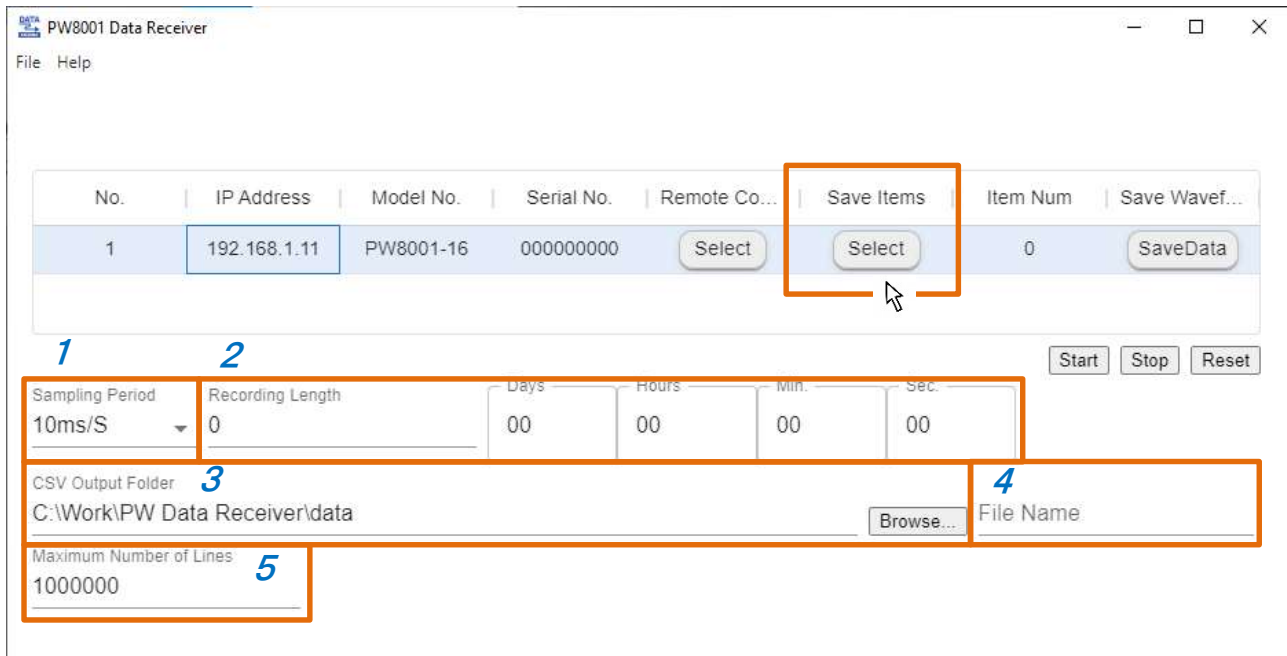 PW8001 Data Receiver
File Help
No. IP Address Model No. Serial No. Remote Co... Save Items Item Num Save Wavef...
1 192.168.1.11 PW8001-16 000000000 Select Select 0 SaveData
1 2 Start Stop Reset
Sampling Period Recording Length Days Hours Min. Sec.
10ms/S 0 00 00 00 00
CSV Output Folder 3 4
C:\Work\PW Data Receiver\data Browse... File Name
Maximum Number of Lines 5
1000000